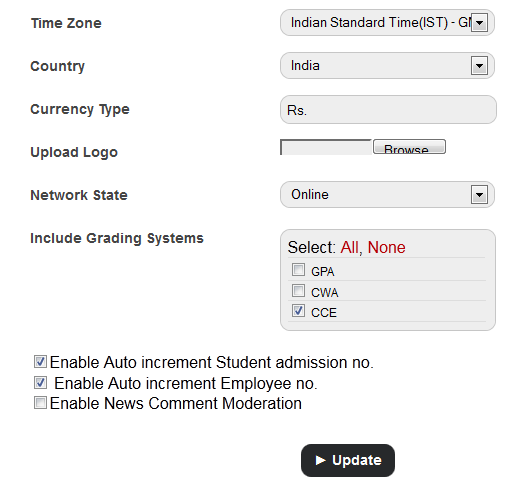 Time Zone Indian Standard Time(IST) - G
Country India
Currency Type Rs.
Upload Logo Browse
Network State Online
Include Grading Systems
Select: All, None
GPA
CWA
CCE
Enable Auto increment Student admission no.
Enable Auto increment Employee no.
Enable News Comment Moderation
► Update